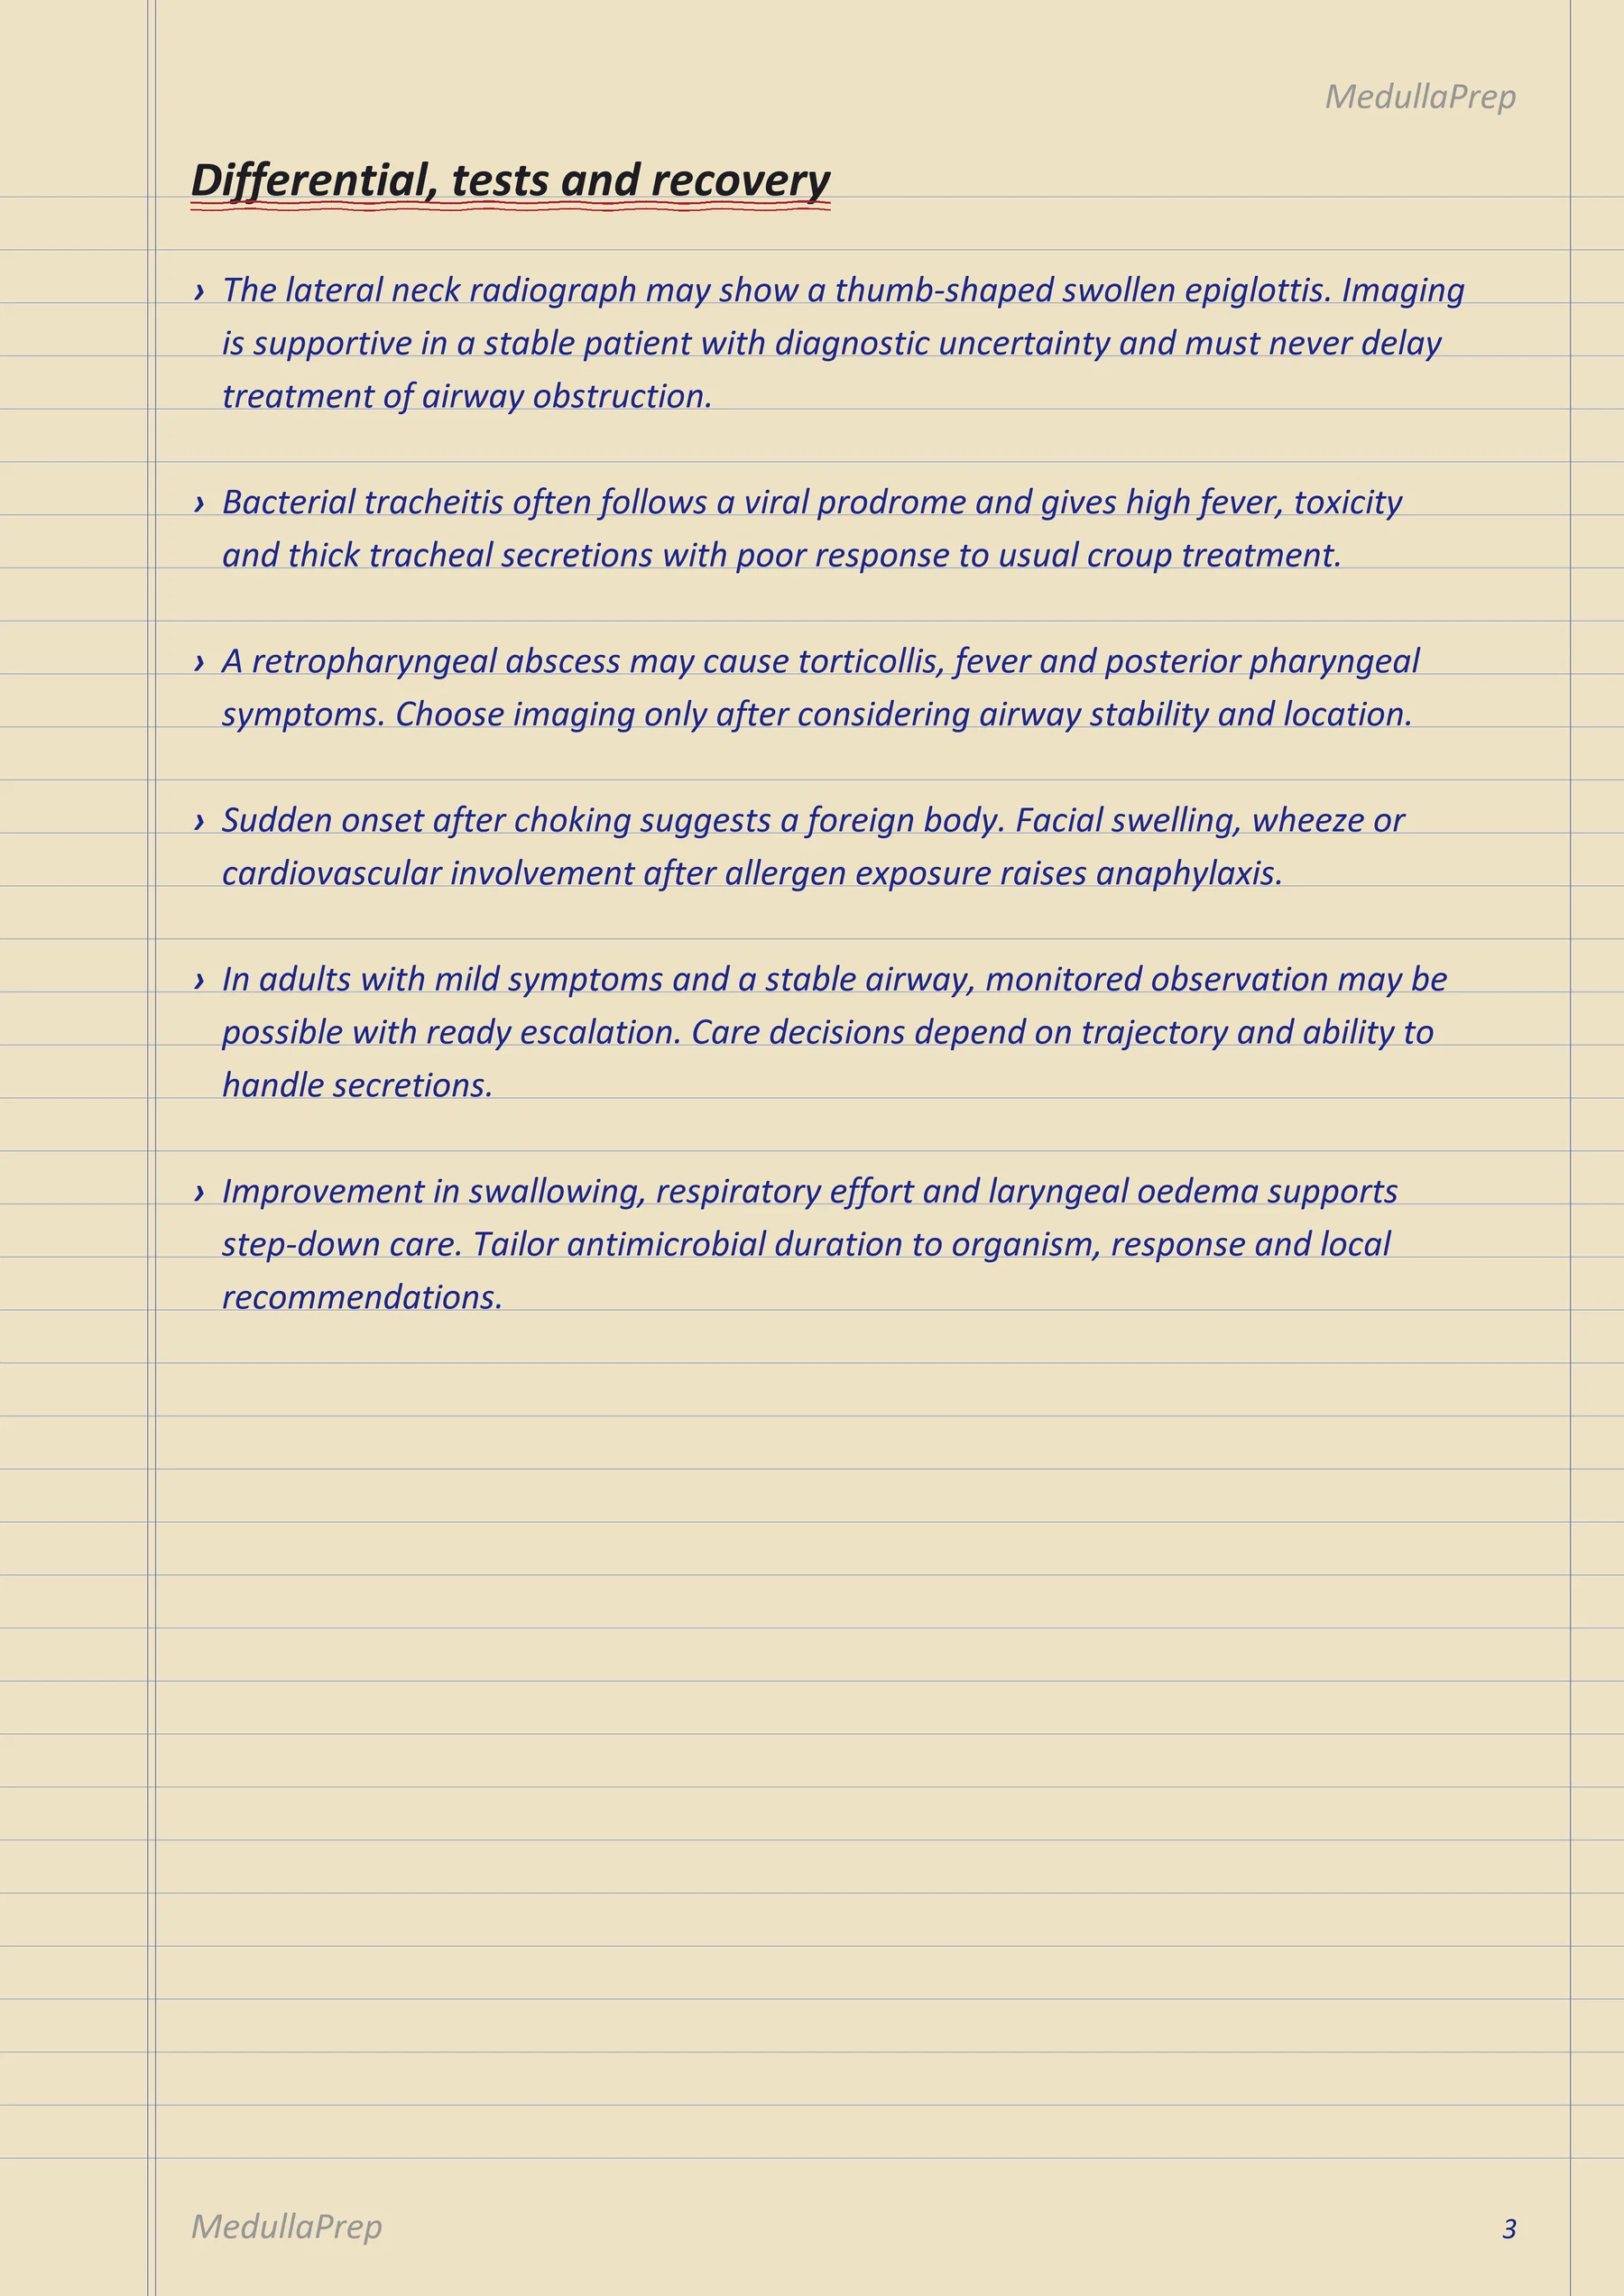 MedullaPrep
Differential, tests and recovery
› The lateral neck radiograph may show a thumb-shaped swollen epiglottis. Imaging
is supportive in a stable patient with diagnostic uncertainty and must never delay
treatment of airway obstruction.
› Bacterial tracheitis often follows a viral prodrome and gives high fever, toxicity
and thick tracheal secretions with poor response to usual croup treatment.
› A retropharyngeal abscess may cause torticollis, fever and posterior pharyngeal
symptoms. Choose imaging only after considering airway stability and location.
› Sudden onset after choking suggests a foreign body. Facial swelling, wheeze or
cardiovascular involvement after allergen exposure raises anaphylaxis.
› In adults with mild symptoms and a stable airway, monitored observation may be
possible with ready escalation. Care decisions depend on trajectory and ability to
handle secretions.
› Improvement in swallowing, respiratory effort and laryngeal oedema supports
step-down care. Tailor antimicrobial duration to organism, response and local
recommendations.
MedullaPrep
3